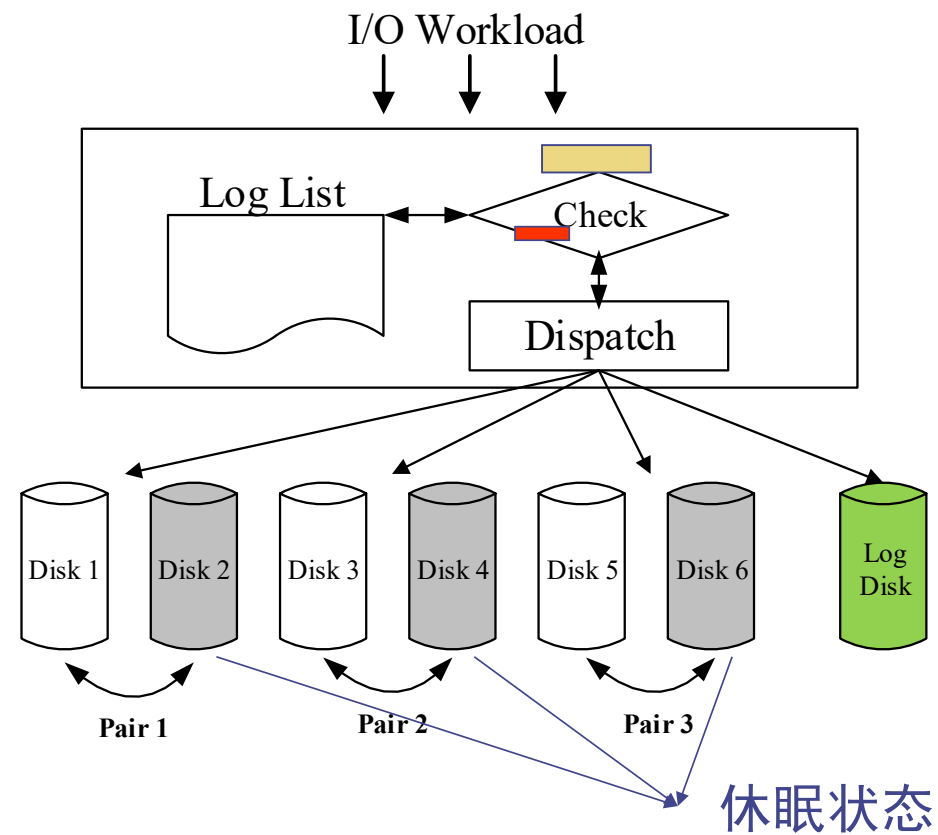 I/O Workload
Log List
Check
Dispatch
Disk 1
Disk 2
Disk 3
Disk 4
Disk 5
Disk 6
Log
Disk
Pair 1
Pair 2
Pair 3
休眠状态